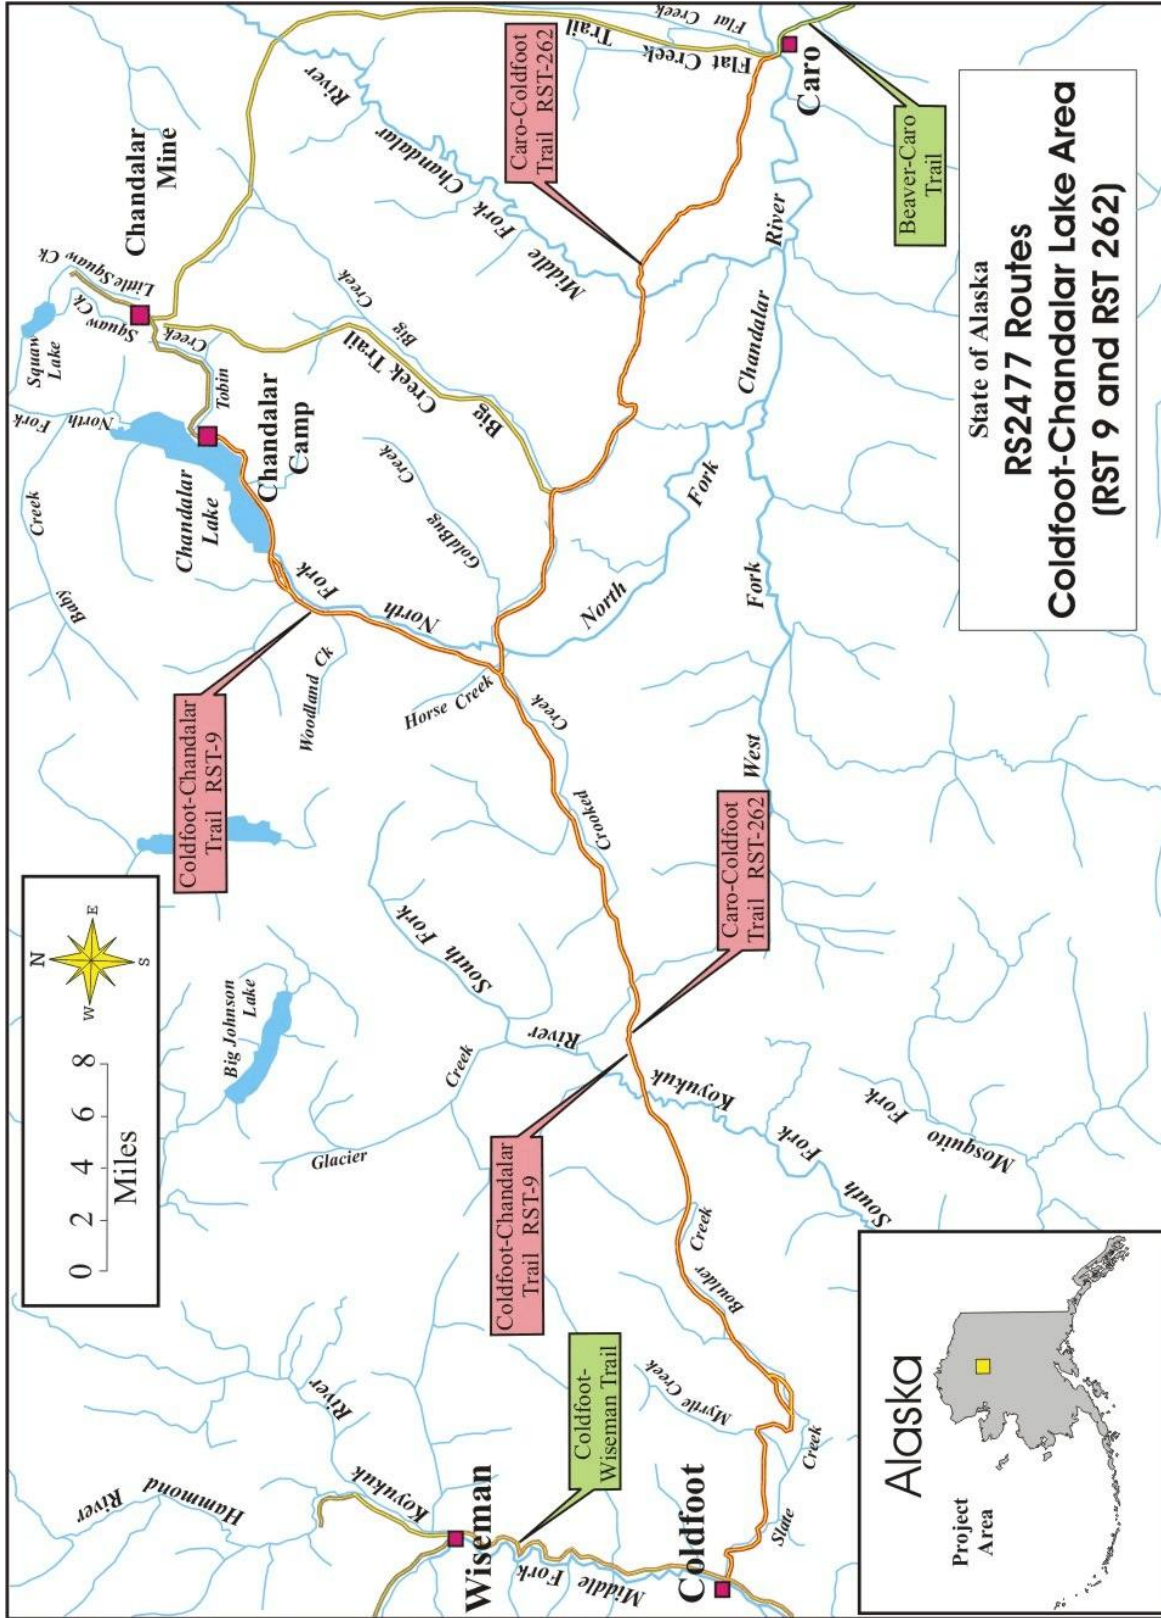 N
W
E
S
0 2 4 6 8
Miles
Hammond
River
Koyukuk
River
Wiseman
Coldfoot-
Wiseman Trail
Middle
Fork
Coldfoot
Slate
Creek
Myrtle Creek
Boulder
Creek
Glacier
Creek
Big Johnson
Lake
South Fork
River
Koyukuk
Fork
South
Mosquito
Fork
Coldfoot-Chandalar
Trail RST-9
Caro-Coldfoot
Trail RST-262
Coldfoot-Chandalar
Trail RST-9
Crooked
Creek
Horse Creek
Woodland Ck
Baby
Creek
North
Fork
Chandalar
Lake
Chandalar
Camp
Squaw
Lake
Squaw Ck
Little Squaw Ck
Chandalar
Mine
Tobin
Creek
North
Fork
GoldBug
Creek
Big
Creek Trail
Big
Creek
North
Fork
West
Fork
Chandalar
River
Middle
Fork
Chandalar
River
Caro-Coldfoot
Trail RST-262
Flat Creek
Trail
Flat Creek
Caro
Beaver-Caro
Trail
Alaska
Project
Area
State of Alaska
RS2477 Routes
Coldfoot-Chandalar Lake Area
(RST 9 and RST 262)